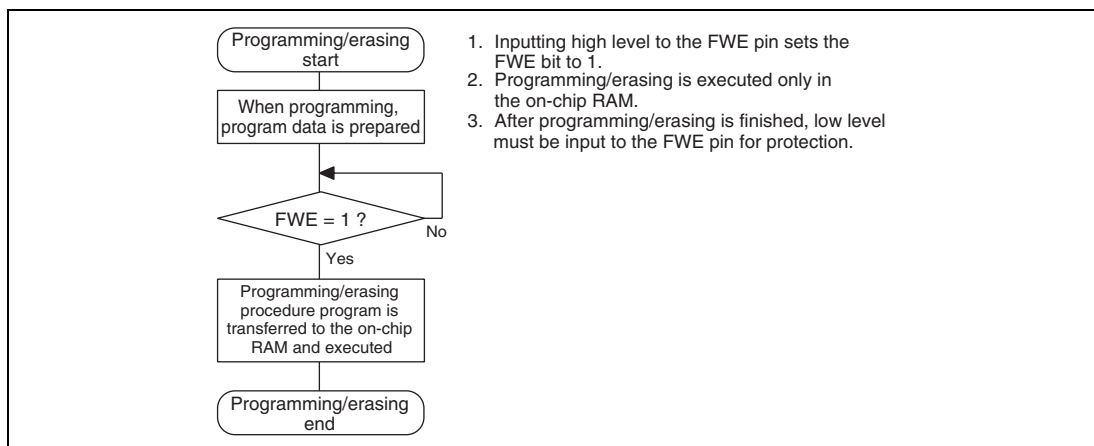 Programming/erasing
start
When programming,
program data is prepared
FWE = 1 ?
No
Yes
Programming/erasing
procedure program is
transferred to the on-chip
RAM and executed
Programming/erasing
end
1. Inputting high level to the FWE pin sets the
FWE bit to 1.
2. Programming/erasing is executed only in
the on-chip RAM.
3. After programming/erasing is finished, low level
must be input to the FWE pin for protection.